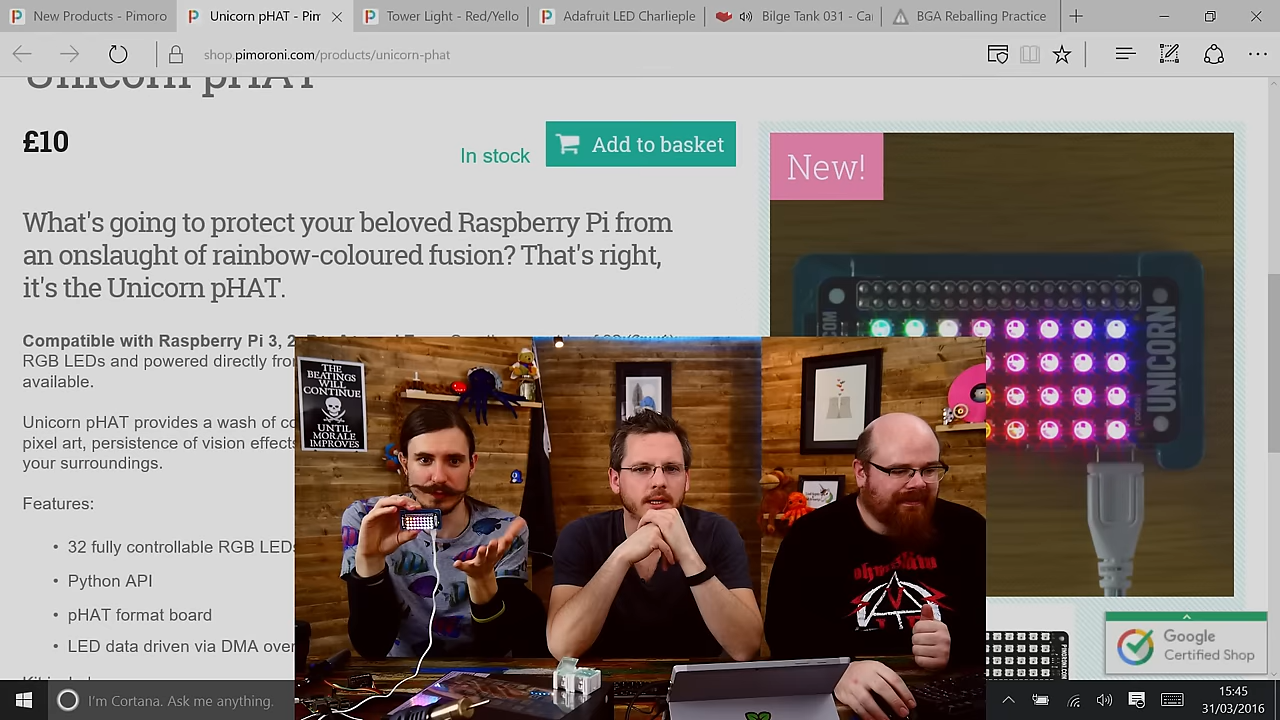 New Products - Pimoro
Unicorn pHAT - Pim
Tower Light - Red/Yello
Adafruit LED Charlieple
Bilge Tank 031 - Ca
BGA Reballing Practice
shop.pimoroni.com/products/unicorn-phat
Unicorn pHAT
£10
In stock
Add to basket
New!
What's going to protect your beloved Raspberry Pi from
an onslaught of rainbow-coloured fusion? That's right,
it's the Unicorn pHAT.
Compatible with Raspberry Pi 3, 2,
RGB LEDs and powered directly fro
available.
Unicorn pHAT provides a wash of co
pixel art, persistence of vision effects
your surroundings.
Features:
• 32 fully controllable RGB LEDs
• Python API
• pHAT format board
• LED data driven via DMA over
UNICORN
THE
BEATINGS
WILL
CONTINUE
UNTIL
MORALE
IMPROVES
Google
Certified Shop
I'm Cortana. Ask me anything.
15:45
31/03/2016